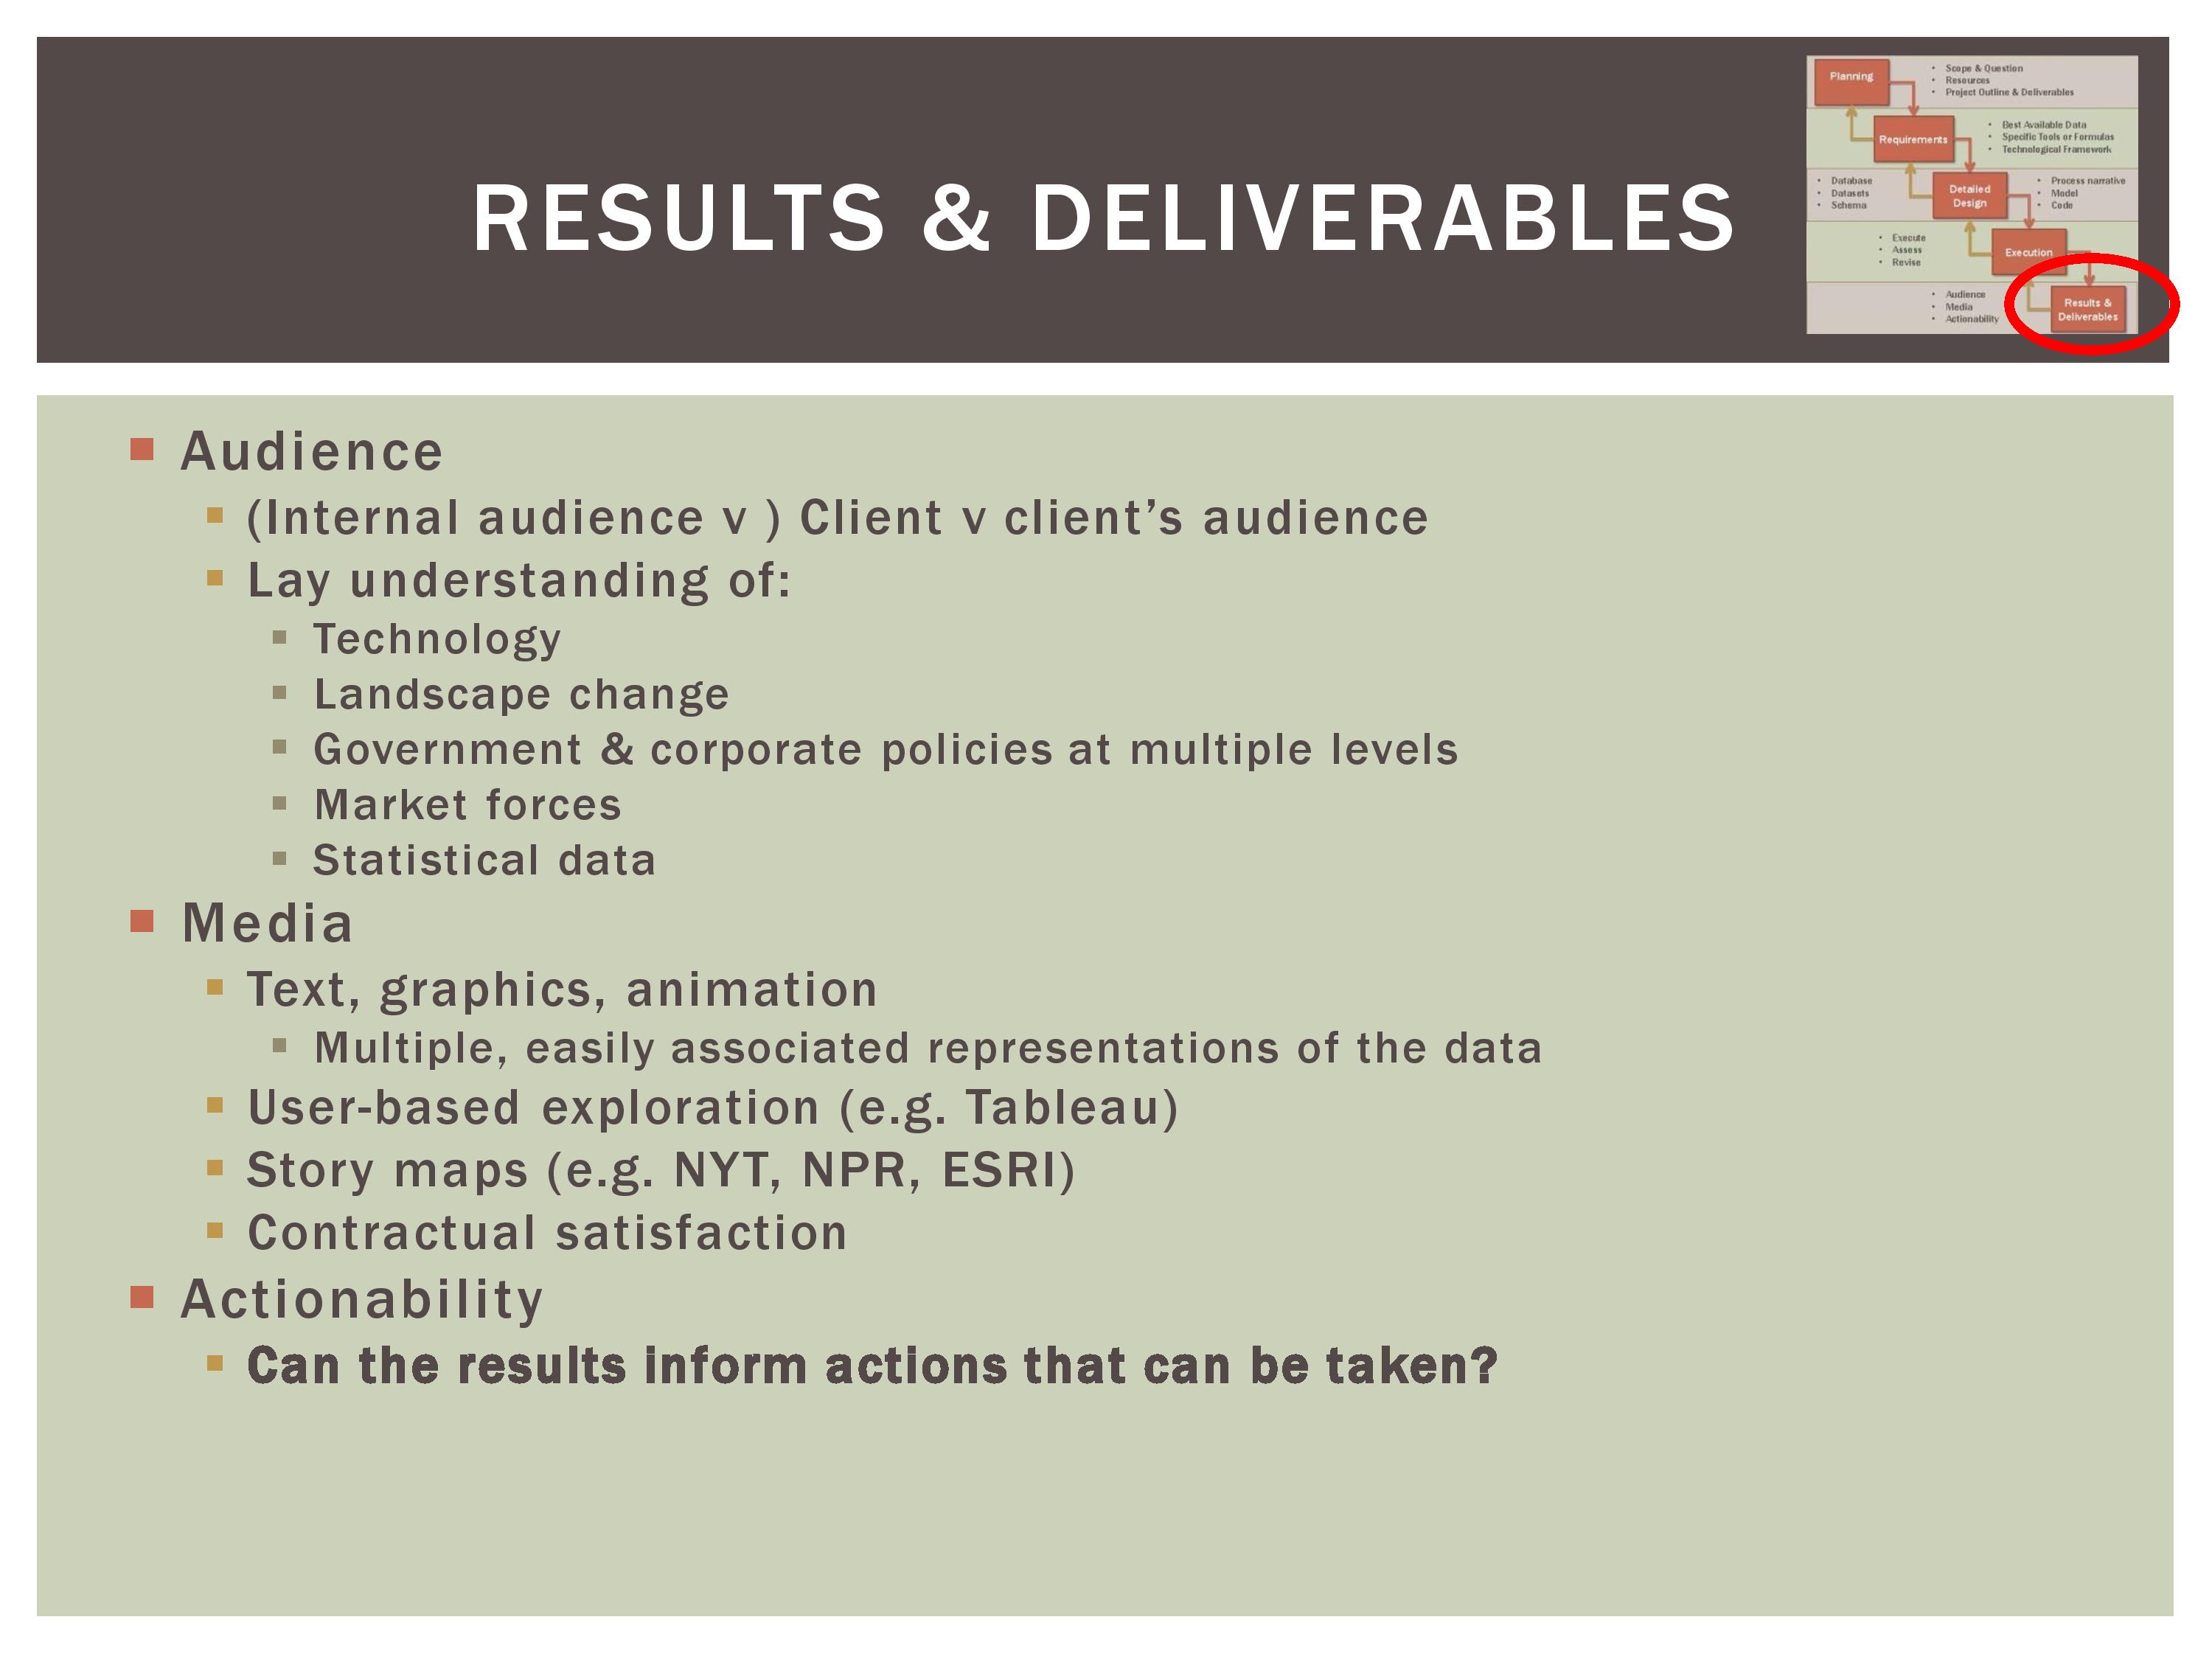 RESULTS & DELIVERABLES
Planning
• Scope & Question
• Resources
• Project Outline & Deliverables
Requirements
• Best Available Data
• Specific Tools or Formulas
• Technological Framework
• Database
• Datasets
• Schema
Detailed
Design
• Process narrative
• Model
• Code
• Execute
• Assess
• Revise
Execution
• Audience
• Media
• Actionability
Results &
Deliverables
Audience
(Internal audience v ) Client v client’s audience
Lay understanding of:
Technology
Landscape change
Government & corporate policies at multiple levels
Market forces
Statistical data
Media
Text, graphics, animation
Multiple, easily associated representations of the data
User-based exploration (e.g. Tableau)
Story maps (e.g. NYT, NPR, ESRI)
Contractual satisfaction
Actionability
Can the results inform actions that can be taken?